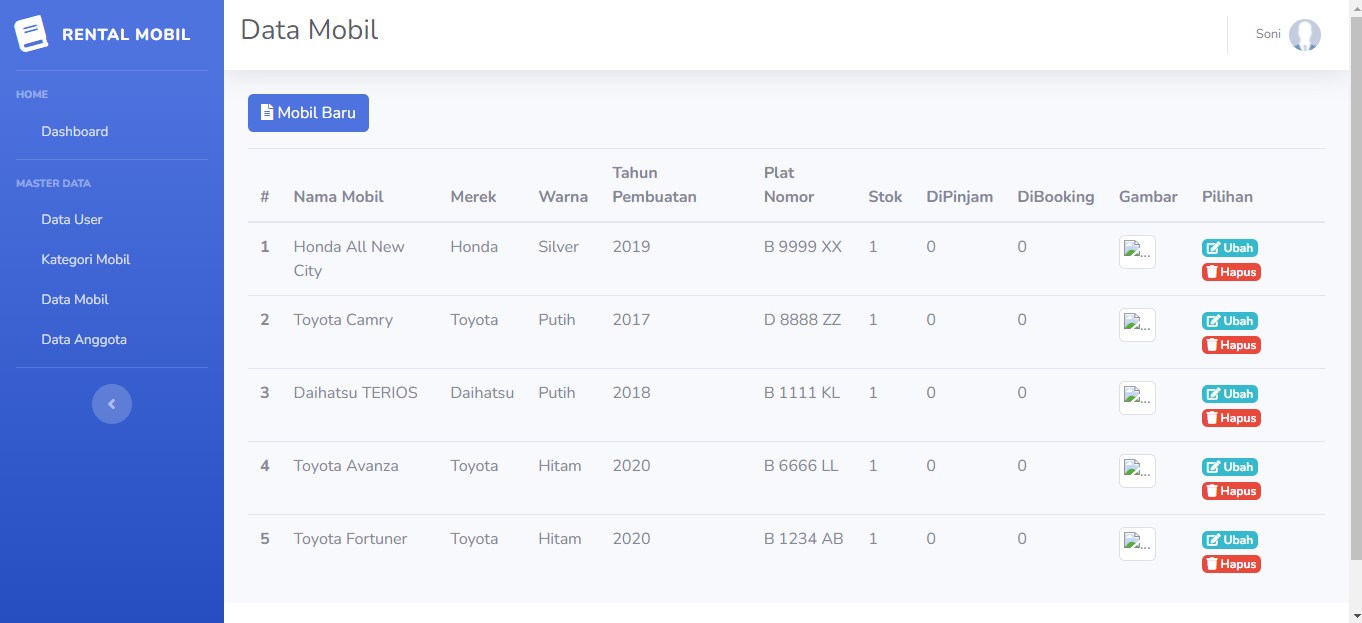 RENTAL MOBIL
HOME
Dashboard
MASTER DATA
Data User
Kategori Mobil
Data Mobil
Data Anggota
Data Mobil
Soni
Mobil Baru
# Nama Mobil Merek Warna Tahun Pembuatan Plat Nomor Stok DiPinjam DiBooking Gambar Pilihan
1 Honda All New City Honda Silver 2019 B 9999 XX 1 0 0 ... Ubah Hapus
2 Toyota Camry Toyota Putih 2017 D 8888 ZZ 1 0 0 ... Ubah Hapus
3 Daihatsu TERIOS Daihatsu Putih 2018 B 1111 KL 1 0 0 ... Ubah Hapus
4 Toyota Avanza Toyota Hitam 2020 B 6666 LL 1 0 0 ... Ubah Hapus
5 Toyota Fortuner Toyota Hitam 2020 B 1234 AB 1 0 0 ... Ubah Hapus